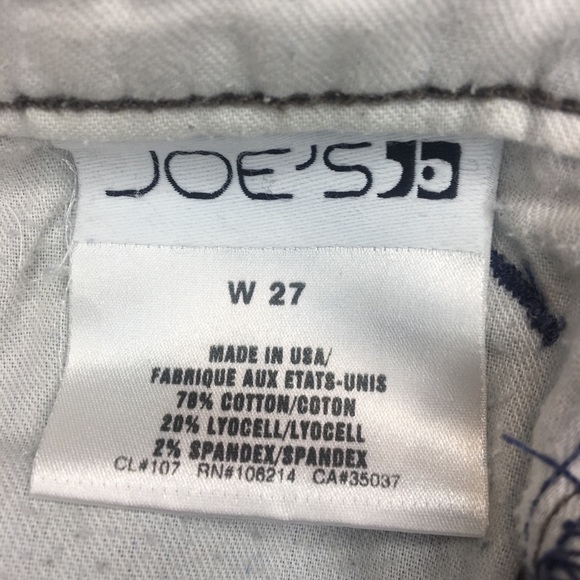 JOE'S
W 27
MADE IN USA/
FABRIQUE AUX ETATS-UNIS
78% COTTON/COTON
20% LYOCELL/LYOCELL
2% SPANDEX/SPANDEX
CL#107 RN#106214 CA#35037